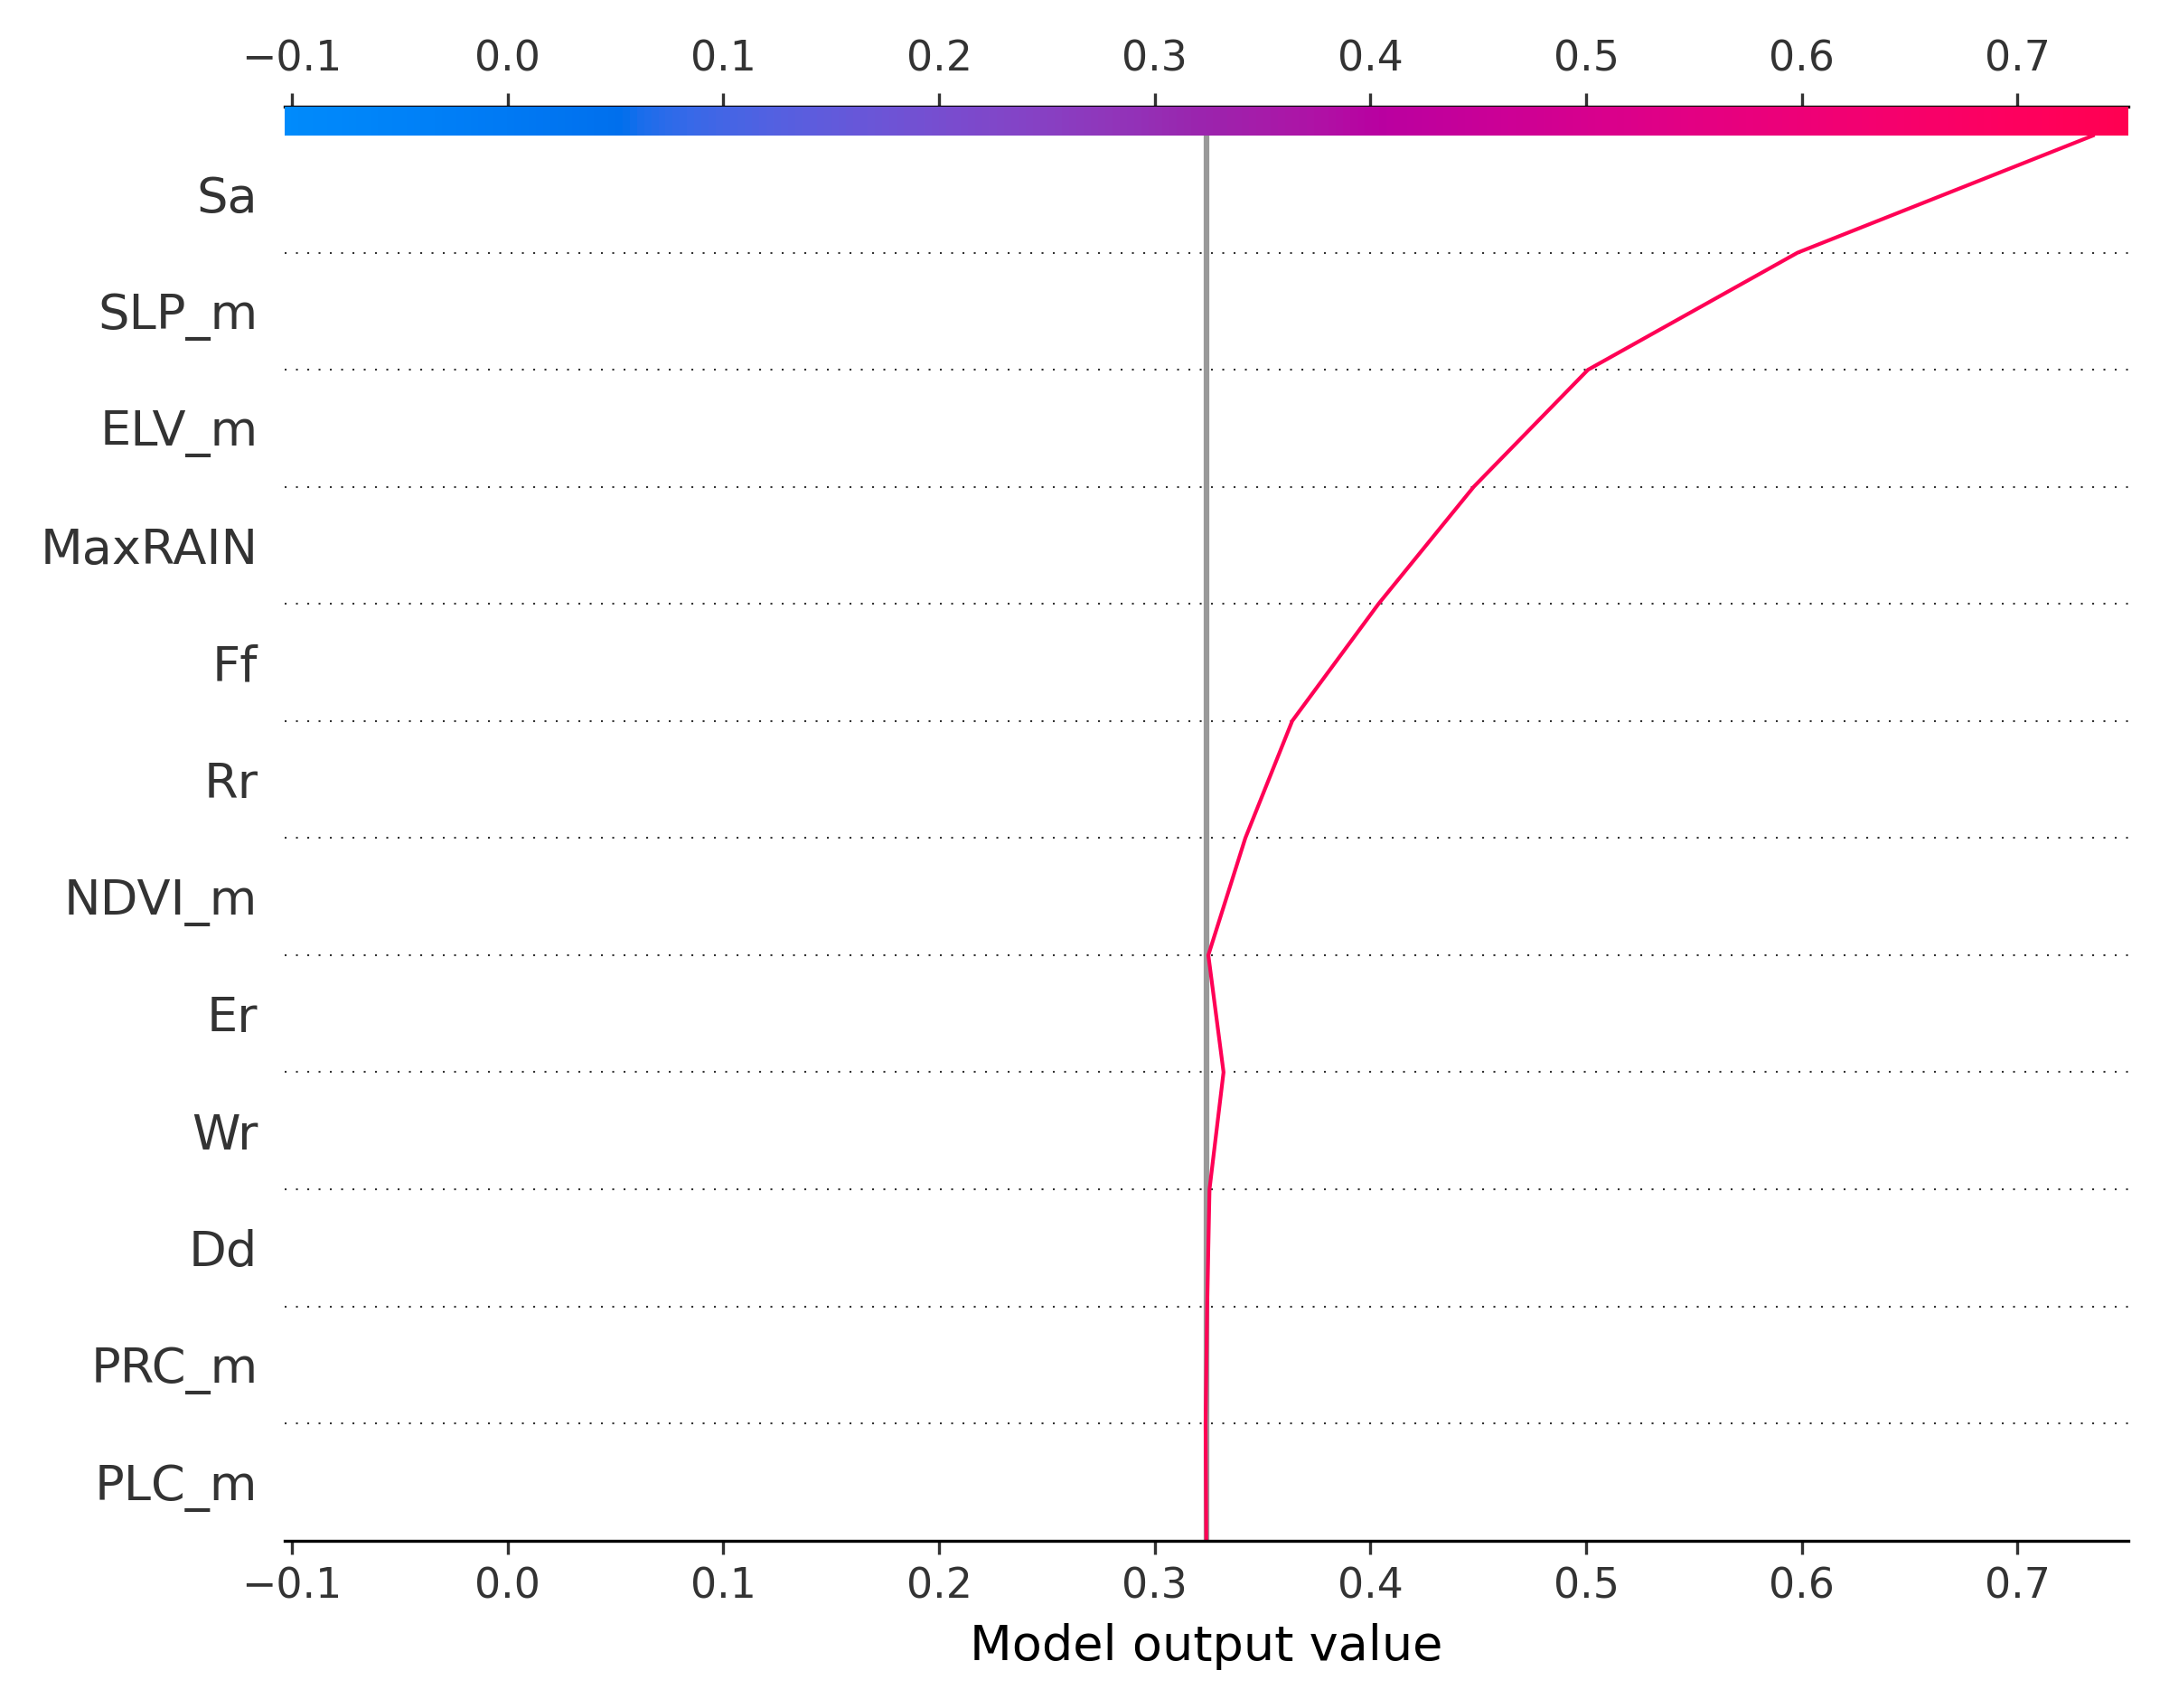 −0.1 0.0 0.1 0.2 0.3 0.4 0.5 0.6 0.7
Sa
SLP_m
ELV_m
MaxRAIN
Ff
Rr
NDVI_m
Er
Wr
Dd
PRC_m
PLC_m
−0.1 0.0 0.1 0.2 0.3 0.4 0.5 0.6 0.7
Model output value